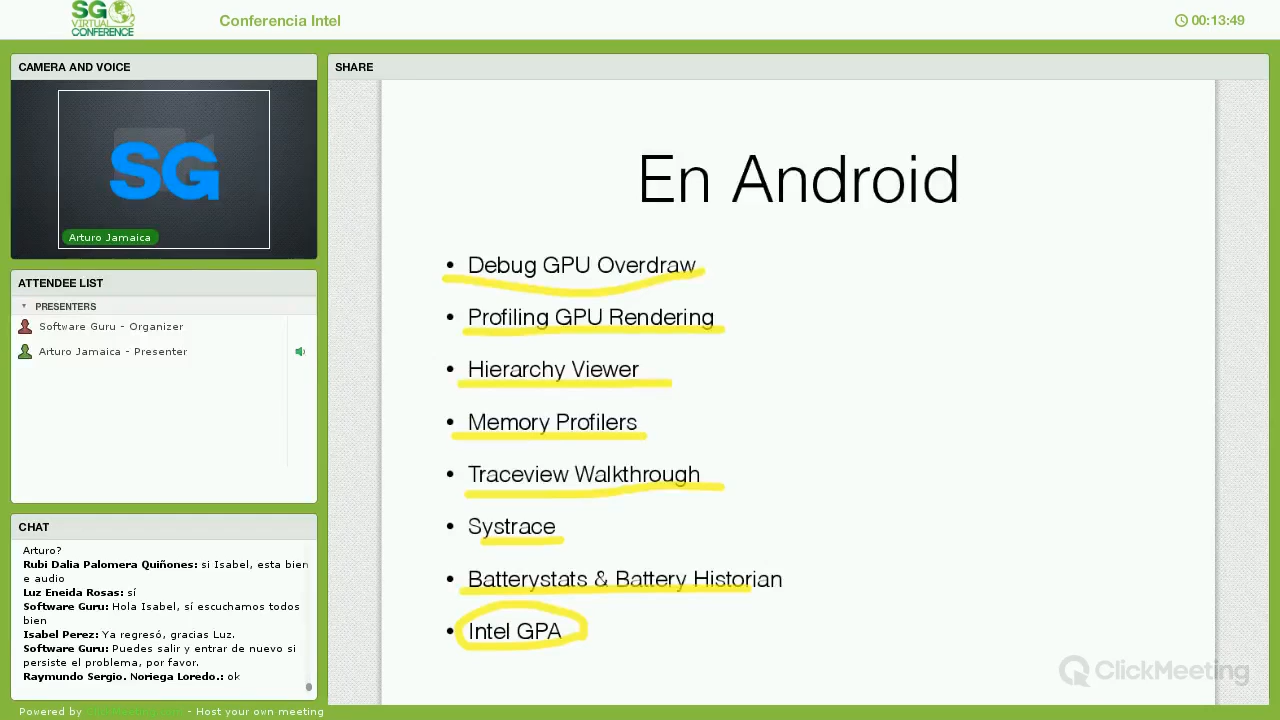 SG
VIRTUAL
CONFERENCE
Conferencia Intel
00:13:49
CAMERA AND VOICE
SG
Arturo Jamaica
ATTENDEE LIST
PRESENTERS
Software Guru - Organizer
Arturo Jamaica - Presenter
CHAT
Arturo?
Rubi Dalia Palomera Quiñones: si Isabel, esta bien
e audio
Luz Eneida Rosas: sí
Software Guru: Hola Isabel, sí escuchamos todos
bien
Isabel Perez: Ya regresó, gracias Luz.
Software Guru: Puedes salir y entrar de nuevo si
persiste el problema, por favor.
Raymundo Sergio. Noriega Loredo.: ok
Powered by - Host your own meeting
SHARE
En Android
• Debug GPU Overdraw
• Profiling GPU Rendering
• Hierarchy Viewer
• Memory Profilers
• Traceview Walkthrough
• Systrace
• Batterystats & Battery Historian
• Intel GPA
ClickMeeting